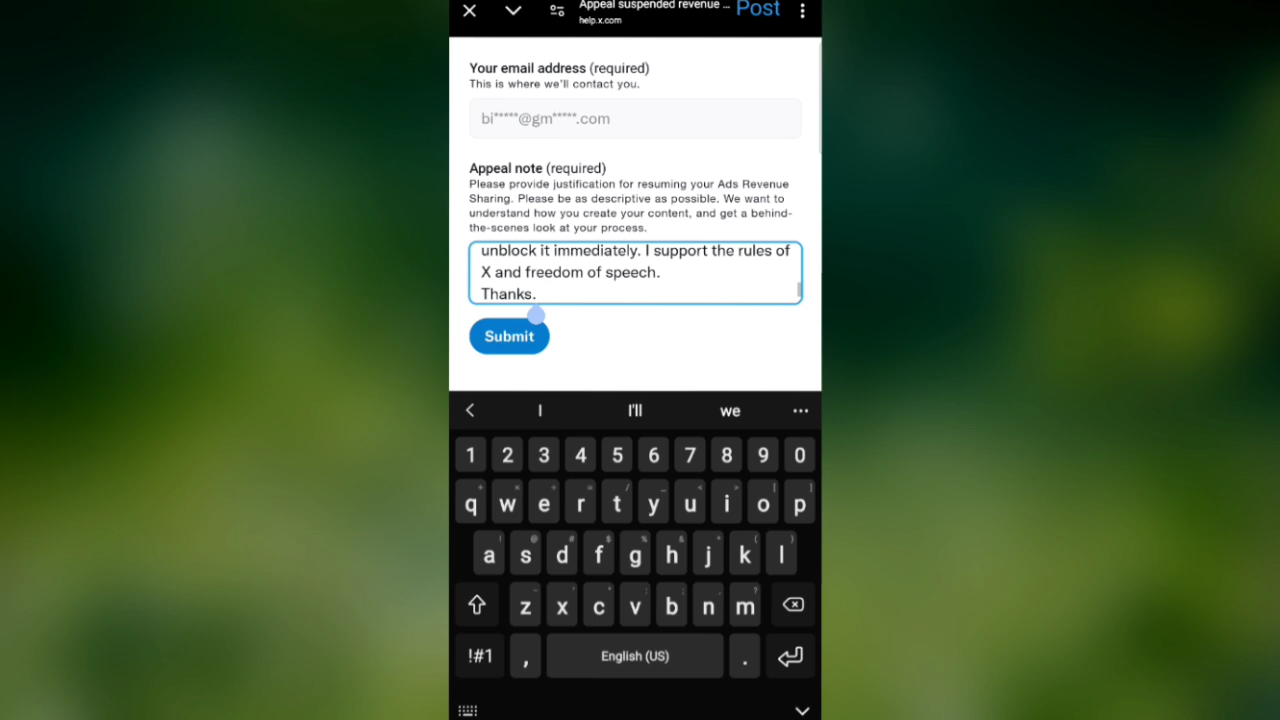 Appeal suspended revenue ... Post
help.x.com
Your email address (required)
This is where we'll contact you.
bi*****@gm*****.com
Appeal note (required)
Please provide justification for resuming your Ads Revenue
Sharing. Please be as descriptive as possible. We want to
understand how you create your content, and get a behind-
the-scenes look at your process.
unblock it immediately. I support the rules of
X and freedom of speech.
Thanks.
Submit
I I'll we
1 2 3 4 5 6 7 8 9 0
q w e r t y u i o p
a s d f g h j k l
z x c v b n m
!#1 , English (US) .